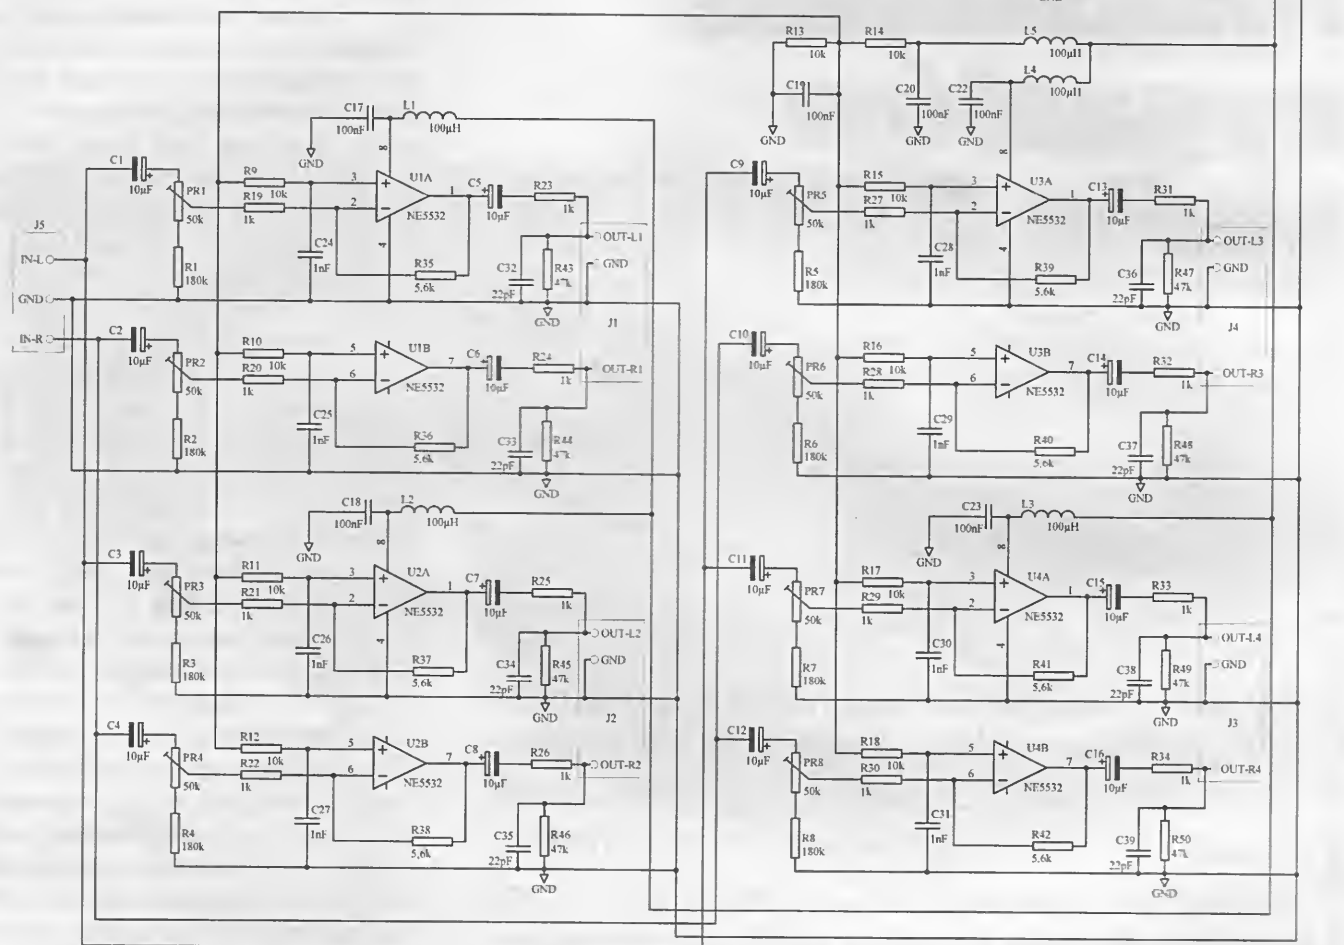 GND
R13
10k
R14
10k
L5
100µH
L4
100µH
C19
100nF
C20
100nF
C22
100nF
GND
GND
GND
C17
100nF
L1
100µH
GND
8
C1
10µF
PR1
50k
R9
10k
R19
1k
3
2
U1A
1
NE5532
4
C5
10µF
R23
1k
C24
1nF
R35
5,6k
C32
22pF
R43
47k
OUT-L1
GND
GND
J1
R1
180k
J5
IN-L
GND
IN-R
C2
10µF
PR2
50k
R10
10k
R20
1k
5
6
U1B
7
NE5532
C6
10µF
R24
1k
OUT-R1
C25
1nF
R36
5,6k
C33
22pF
R44
47k
GND
R2
180k
C18
100nF
L2
100µH
GND
8
C3
10µF
PR3
50k
R11
10k
R21
1k
3
2
U2A
1
NE5532
4
C7
10µF
R25
1k
C26
1nF
R37
5,6k
C34
22pF
R45
47k
OUT-L2
GND
GND
J2
R3
180k
C4
10µF
PR4
50k
R12
10k
R22
1k
5
6
U2B
7
NE5532
C8
10µF
R26
1k
OUT-R2
C27
1nF
R38
5,6k
C35
22pF
R46
47k
GND
R4
180k
8
C9
10µF
PR5
50k
R15
10k
R27
1k
3
2
U3A
1
NE5532
4
C13
10µF
R31
1k
C28
1nF
R39
5,6k
C36
22pF
R47
47k
OUT-L3
GND
GND
J4
R5
180k
C10
10µF
PR6
50k
R16
10k
R28
1k
5
6
U3B
7
NE5532
C14
10µF
R32
1k
OUT-R3
C29
1nF
R40
5,6k
C37
22pF
R48
47k
GND
R6
180k
C23
100nF
L3
100µH
GND
8
C11
10µF
PR7
50k
R17
10k
R29
1k
3
2
U4A
1
NE5532
4
C15
10µF
R33
1k
C30
1nF
R41
5,6k
C38
22pF
R49
47k
OUT-L4
GND
GND
J3
R7
180k
C12
10µF
PR8
50k
R18
10k
R30
1k
5
6
U4B
7
NE5532
C16
10µF
R34
1k
OUT-R4
C31
1nF
R42
5,6k
C39
22pF
R50
47k
GND
R8
180k